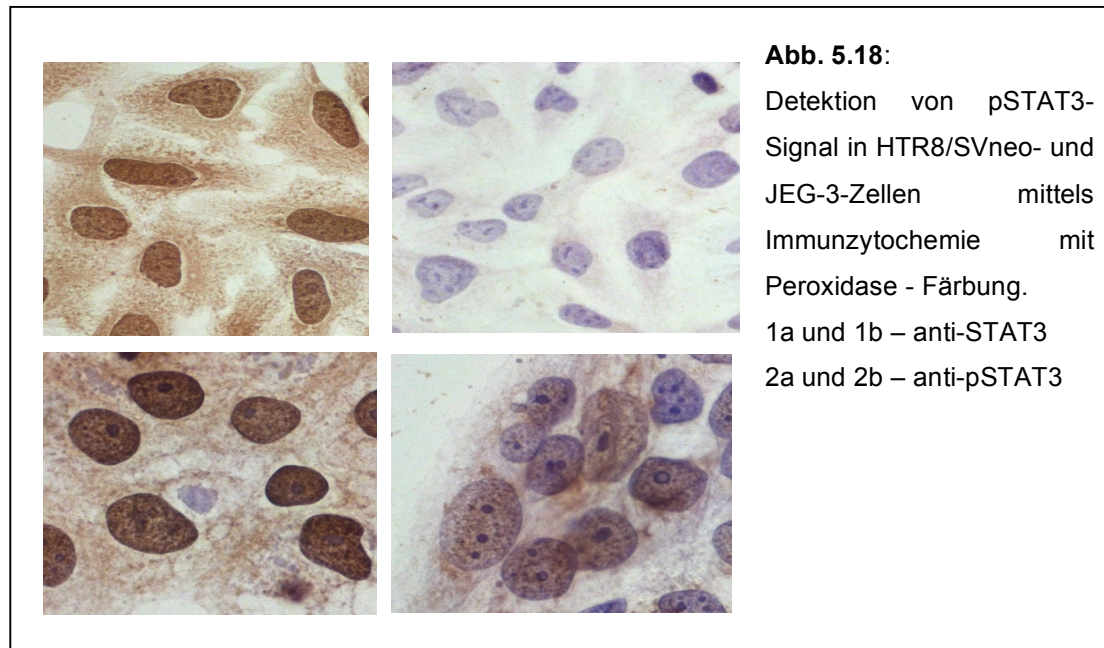 Abb. 5.18:
Detektion von pSTAT3-
Signal in HTR8/SVneo- und
JEG-3-Zellen mittels
Immunzytochemie mit
Peroxidase - Färbung.
1a und 1b – anti-STAT3
2a und 2b – anti-pSTAT3